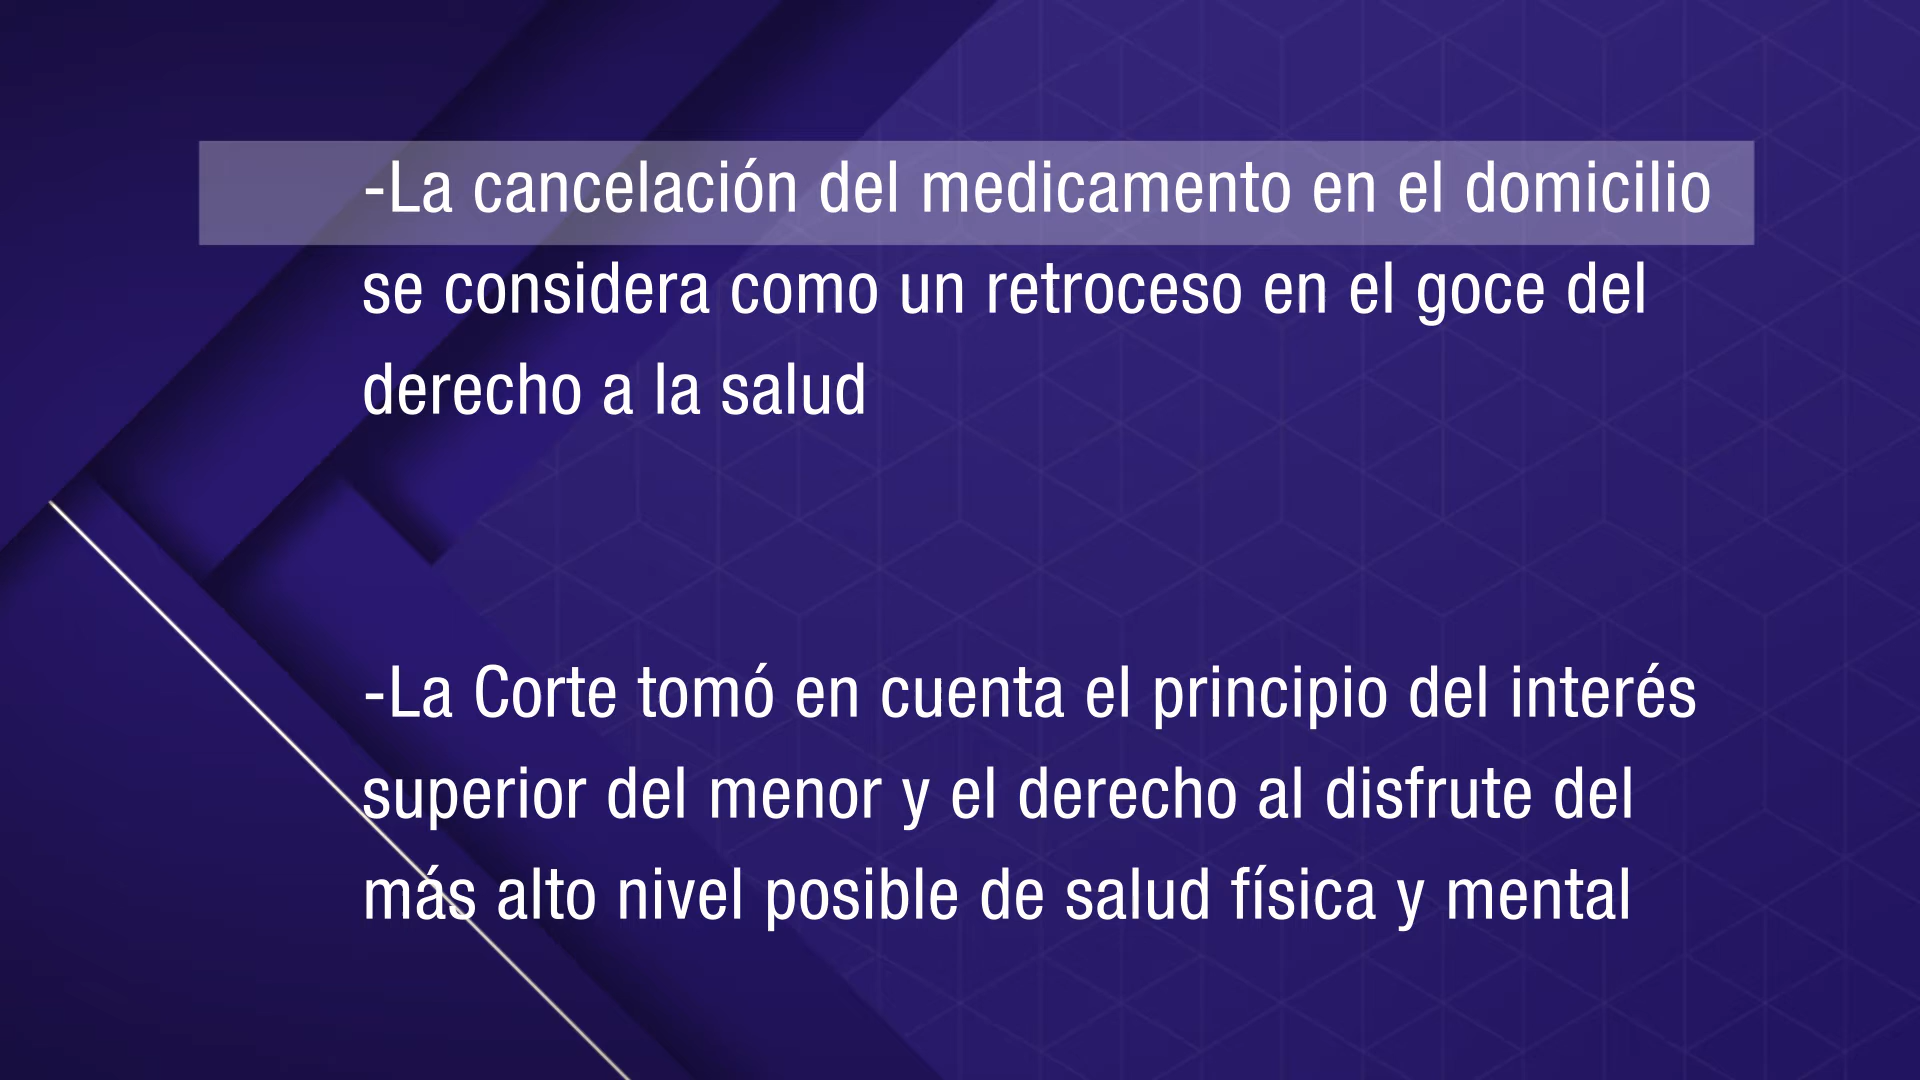 -La cancelación del medicamento en el domicilio
se considera como un retroceso en el goce del
derecho a la salud
-La Corte tomó en cuenta el principio del interés
superior del menor y el derecho al disfrute del
más alto nivel posible de salud física y mental